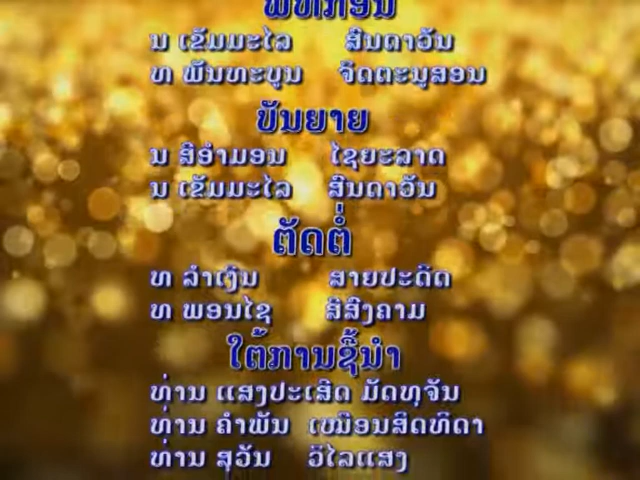 ພິທີກອນ
ນ ເຂັມມະໄລ ສີນດາວັນ
ທ ພັນທະບູນ ຈິດຕະນູສອນ
ບັນຍາຍ
ນ ສີອຳມອນ ໄຊຍະລາດ
ນ ເຂັມມະໄລ ສີນດາວັນ
ຕັດຕໍ່
ທ ລຳເງິນ ສາຍປະດິດ
ທ ພອນໄຊ ສີສົງຄາມ
ໃຕ້ການຊີ້ນຳ
ທ່ານ ແສງປະເສີດ ມັດທຸຈັນ
ທ່ານ ຄຳພັນ ເໝືອນສິດທິດາ
ທ່ານ ສຸວັນ ວິໄລແສງ